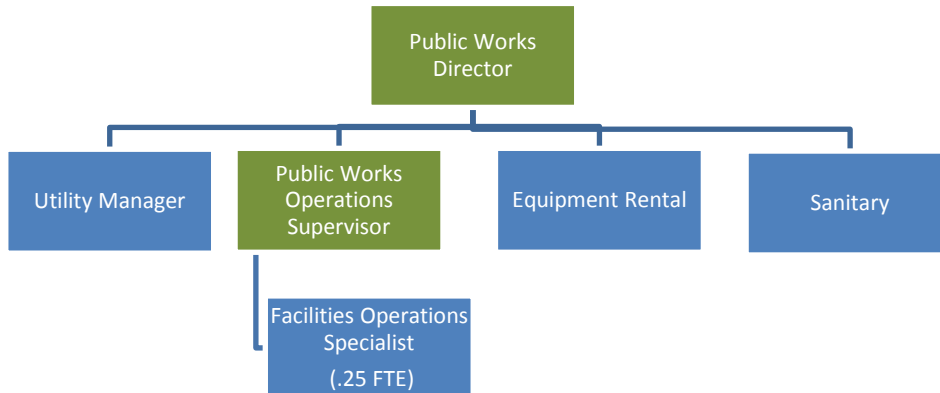 Public Works
Director
Utility Manager
Public Works
Operations
Supervisor
Equipment Rental
Sanitary
Facilities Operations
Specialist
(.25 FTE)